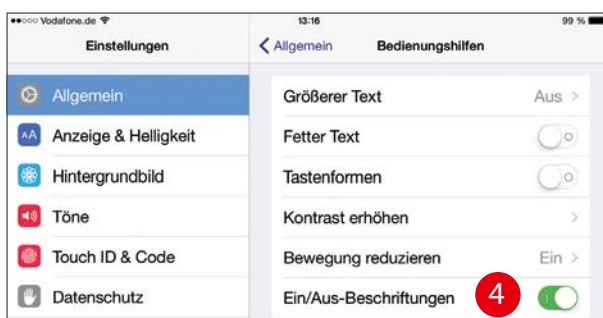 Vodafone.de 13:16 99 %
Einstellungen
Allgemein Bedienungshilfen
Allgemein
Größerer Text Aus
Anzeige & Helligkeit
Fetter Text
Hintergrundbild
Tastenformen
Töne
Kontrast erhöhen
Touch ID & Code
Bewegung reduzieren Ein
Datenschutz
Ein/Aus-Beschriftungen 4